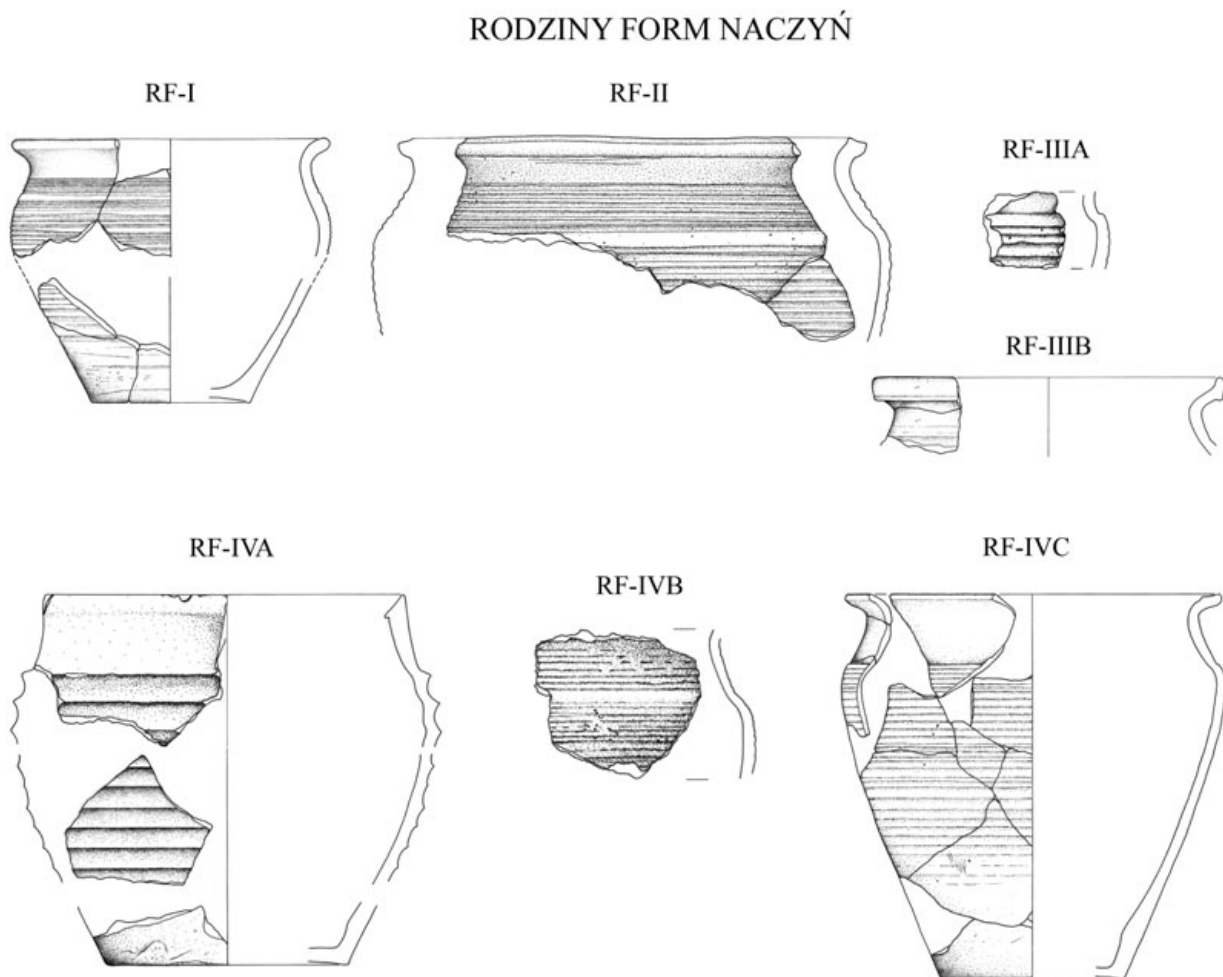 RODZINY FORM NACZYŃ
RF-I
RF-II
RF-IIIA
RF-IIIB
RF-IVA
RF-IVB
RF-IVC